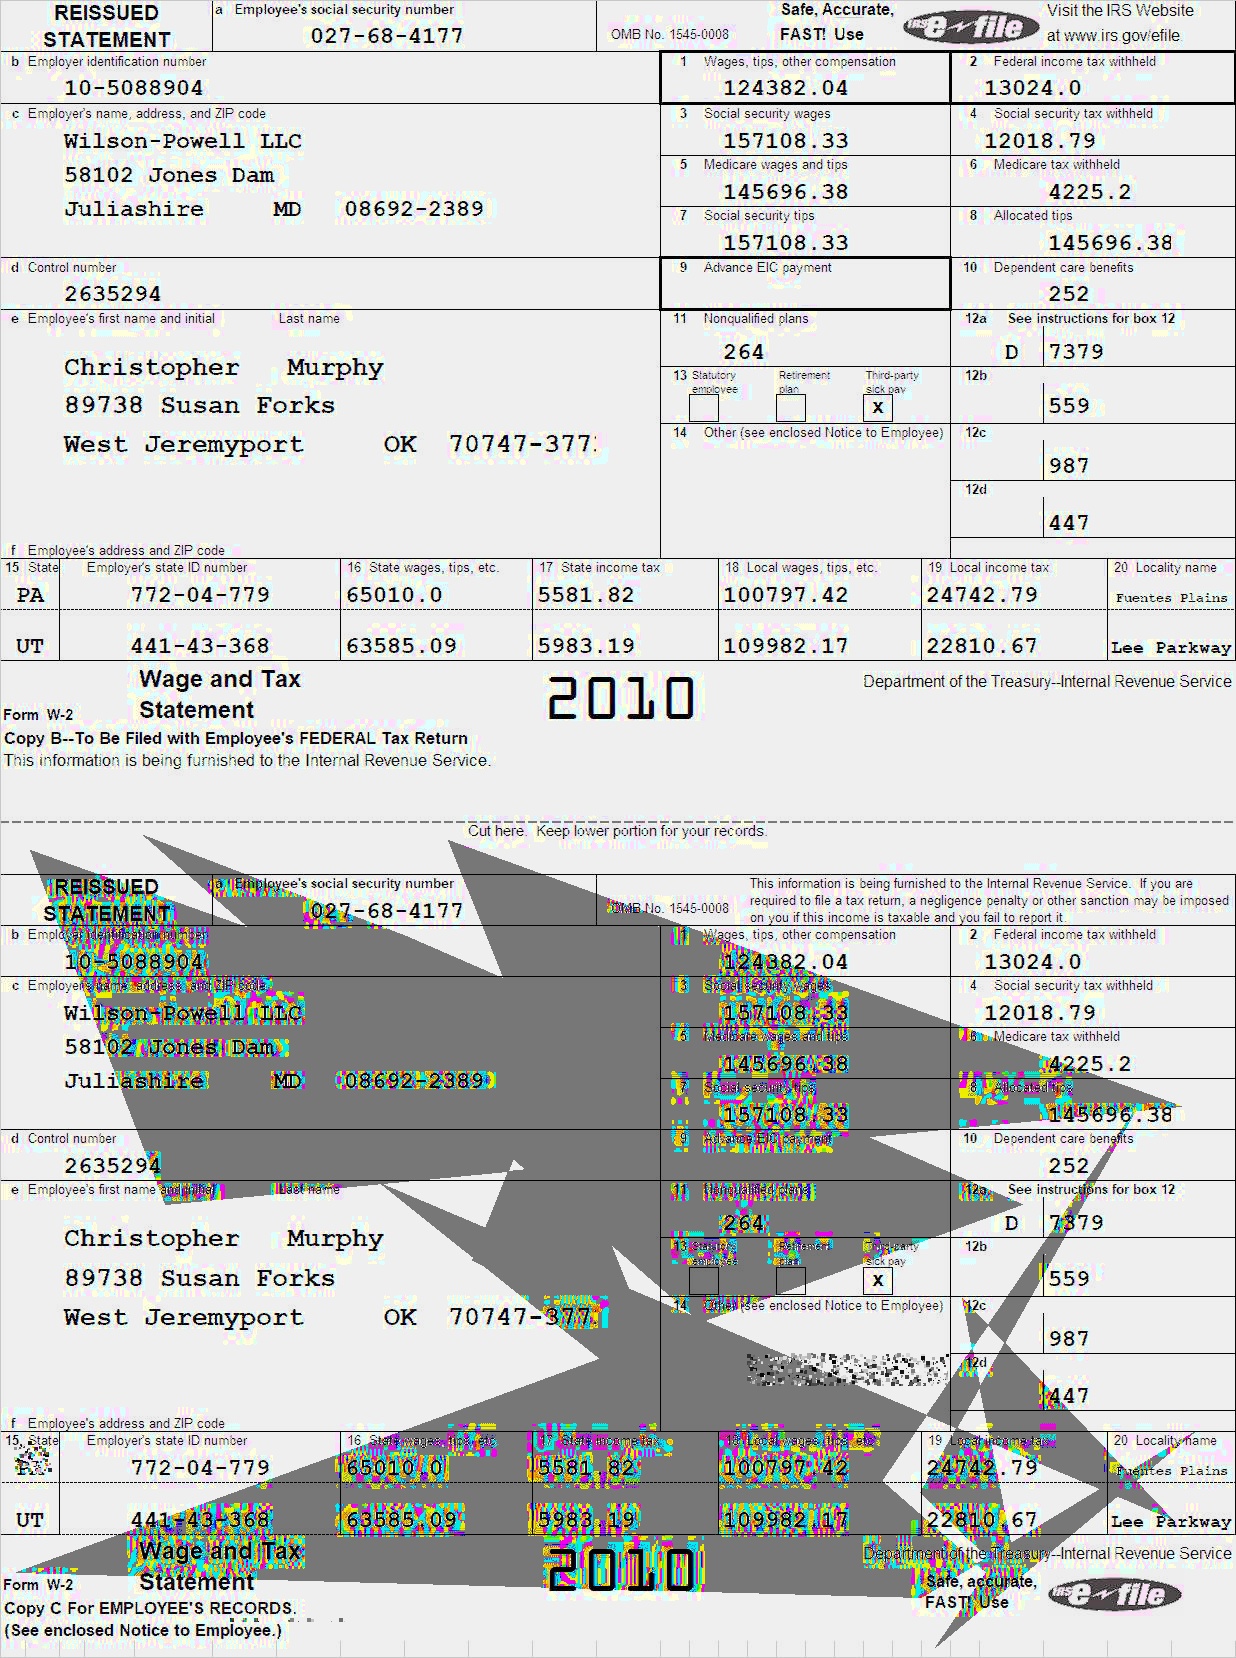 REISSUED STATEMENT
a Employee's social security number
027-68-4177
OMB No. 1545-0008
Safe, Accurate,
FAST! Use
IRS e-file
Visit the IRS Website
at www.irs.gov/efile
b Employer identification number
10-5088904
1 Wages, tips, other compensation
124382.04
2 Federal income tax withheld
13024.0
c Employer's name, address, and ZIP code
Wilson-Powell LLC
58102 Jones Dam
Juliashire MD 08692-2389
3 Social security wages
157108.33
4 Social security tax withheld
12018.79
5 Medicare wages and tips
145696.38
6 Medicare tax withheld
4225.2
7 Social security tips
157108.33
8 Allocated tips
145696.38
d Control number
2635294
9 Advance EIC payment
10 Dependent care benefits
252
e Employee's first name and initial Last name
Christopher Murphy
89738 Susan Forks
West Jeremyport OK 70747-377
11 Nonqualified plans
264
12a See instructions for box 12
D 7379
13 Statutory employee
Retirement plan
Third-party sick pay
X
12b
559
14 Other (see enclosed Notice to Employee)
12c
987
12d
447
f Employee's address and ZIP code
15 State Employer's state ID number
16 State wages, tips, etc.
17 State income tax
18 Local wages, tips, etc.
19 Local income tax
20 Locality name
PA 772-04-779 65010.0 5581.82 100797.42 24742.79 Fuentes Plains
UT 441-43-368 63585.09 5983.19 109982.17 22810.67 Lee Parkway
Form W-2
Wage and Tax
Statement
2010
Department of the Treasury--Internal Revenue Service
Copy B--To Be Filed with Employee's FEDERAL Tax Return
This information is being furnished to the Internal Revenue Service.
Cut here. Keep lower portion for your records.
REISSUED STATEMENT
a Employee's social security number
027-68-4177
OMB No. 1545-0008
This information is being furnished to the Internal Revenue Service. If you are
required to file a tax return, a negligence penalty or other sanction may be imposed
on you if this income is taxable and you fail to report it.
b Employer identification number
10-5088904
1 Wages, tips, other compensation
124382.04
2 Federal income tax withheld
13024.0
c Employer's name, address, and ZIP code
Wilson-Powell LLC
58102 Jones Dam
Juliashire MD 08692-2389
3 Social security wages
157108.33
4 Social security tax withheld
12018.79
5 Medicare wages and tips
145696.38
6 Medicare tax withheld
4225.2
7 Social security tips
157108.33
8 Allocated tips
145696.38
d Control number
2635294
9 Advance EIC payment
10 Dependent care benefits
252
e Employee's first name and initial Last name
Christopher Murphy
89738 Susan Forks
West Jeremyport OK 70747-377
11 Nonqualified plans
264
12a See instructions for box 12
D 7379
13 Statutory employee
Retirement plan
Third-party sick pay
X
12b
559
14 Other (see enclosed Notice to Employee)
12c
987
12d
447
f Employee's address and ZIP code
15 State Employer's state ID number
16 State wages, tips, etc.
17 State income tax
18 Local wages, tips, etc.
19 Local income tax
20 Locality name
772-04-779 65010.0 5581.82 100797.42 24742.79 Fuentes Plains
UT 441-43-368 63585.09 5983.19 109982.17 22810.67 Lee Parkway
Form W-2
Wage and Tax
Statement
2010
Department of the Treasury--Internal Revenue Service
Safe, accurate,
FAST! Use
IRS e-file
Copy C For EMPLOYEE'S RECORDS.
(See enclosed Notice to Employee.)